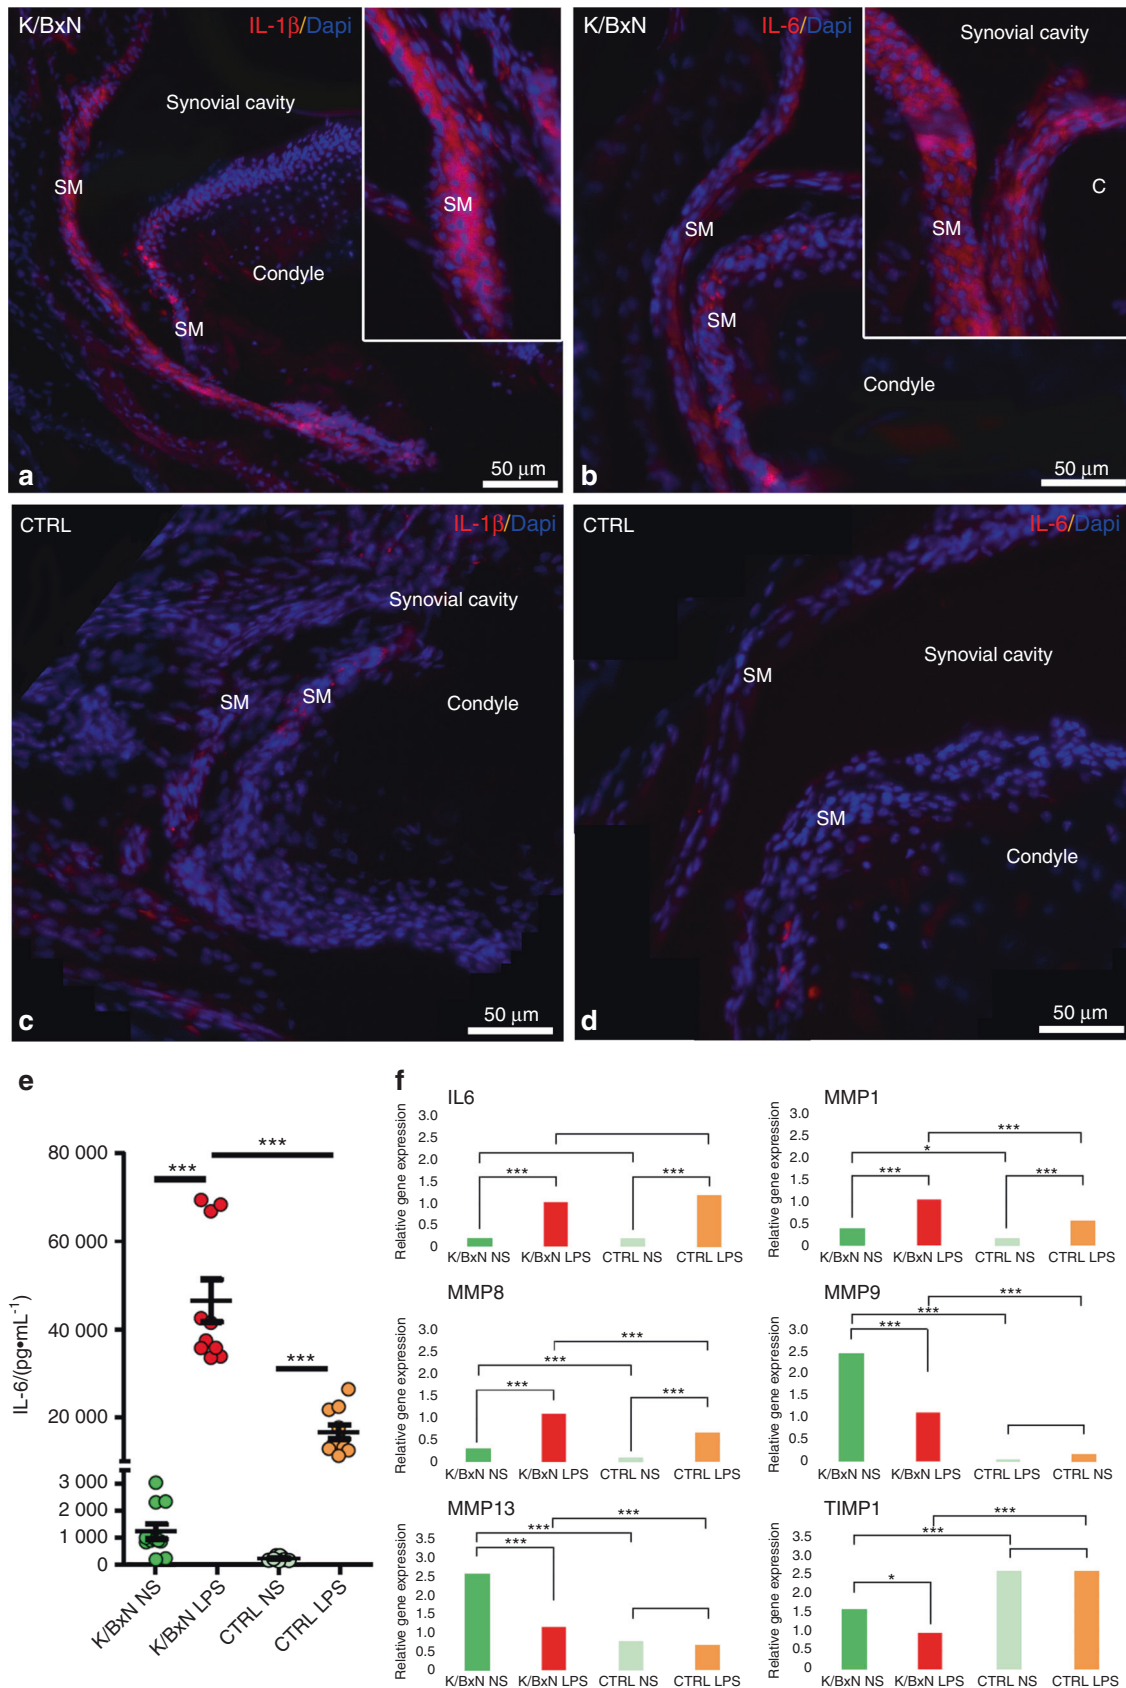 K/BxN
IL-1β/Dapi
Synovial cavity
SM
SM
Condyle
SM
a
50 μm
K/BxN
IL-6/Dapi
Synovial cavity
SM
C
SM
SM
Condyle
b
50 μm
CTRL
IL-1β/Dapi
Synovial cavity
SM
SM
Condyle
c
50 μm
CTRL
IL-6/Dapi
Synovial cavity
SM
SM
Condyle
d
50 μm
e
IL-6/(pg•mL-1)
80 000
60 000
40 000
20 000
3 000
2 000
1 000
0
***
***
***
K/BxN NS
K/BxN LPS
CTRL NS
CTRL LPS
f
IL6
Relative gene expression
3.0
2.5
2.0
1.5
1.0
0.5
0
***
***
K/BxN NS
K/BxN LPS
CTRL NS
CTRL LPS
MMP1
Relative gene expression
3.0
2.5
2.0
1.5
1.0
0.5
0
***
*
***
***
K/BxN NS
K/BxN LPS
CTRL NS
CTRL LPS
MMP8
Relative gene expression
3.0
2.5
2.0
1.5
1.0
0.5
0
***
***
***
***
K/BxN NS
K/BxN LPS
CTRL NS
CTRL LPS
MMP9
Relative gene expression
3.0
2.5
2.0
1.5
1.0
0.5
0
***
***
***
K/BxN NS
K/BxN LPS
CTRL LPS
CTRL NS
MMP13
Relative gene expression
3.5
3.0
2.5
2.0
1.5
1.0
0.5
0
***
***
***
K/BxN NS
K/BxN LPS
CTRL NS
CTRL LPS
TIMP1
Relative gene expression
3.5
3.0
2.5
2.0
1.5
1.0
0.5
0
***
***
*
K/BxN NS
K/BxN LPS
CTRL NS
CTRL LPS